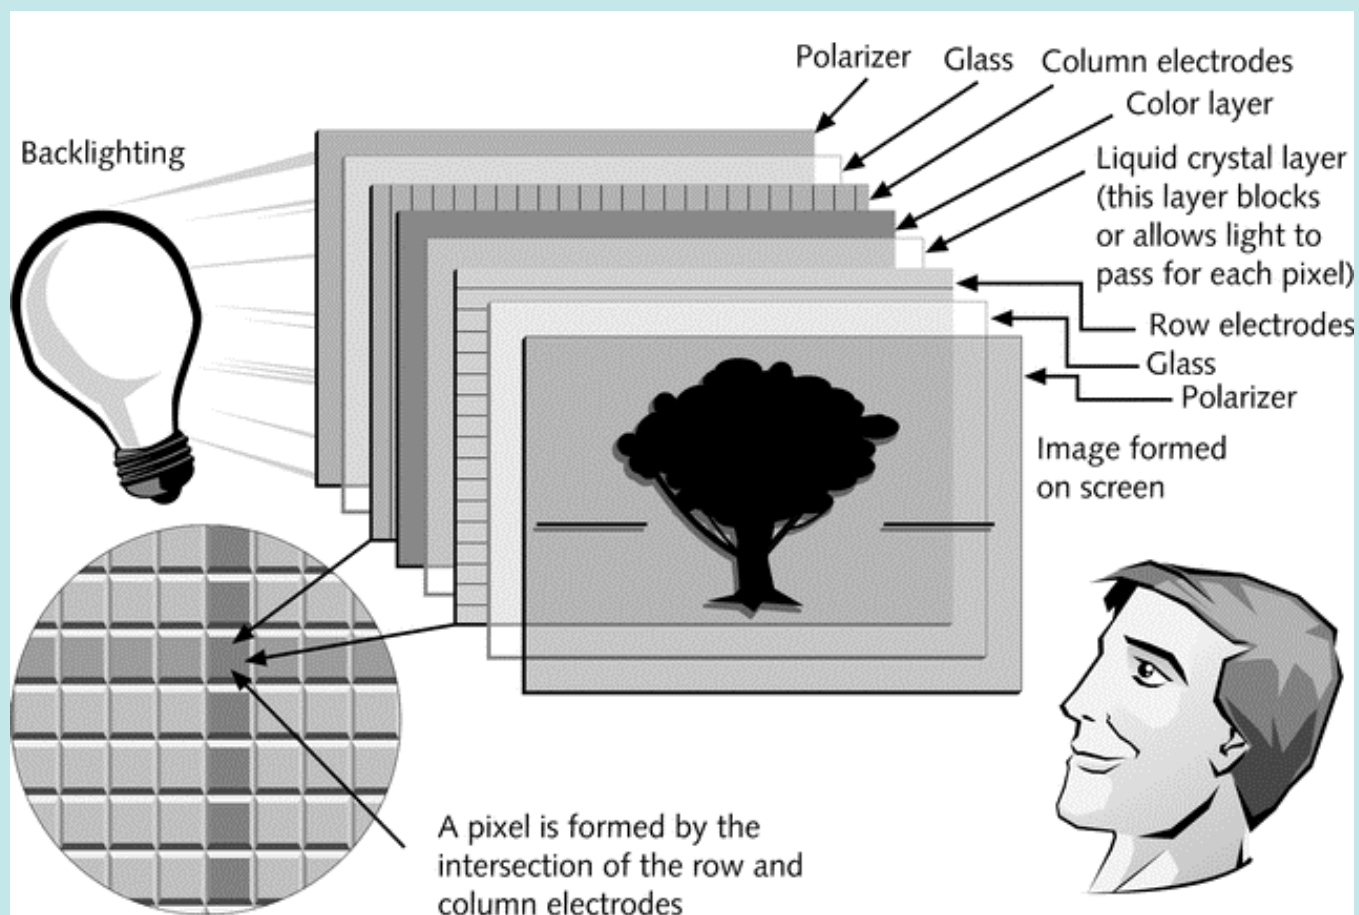 Polarizer
Glass
Column electrodes
Color layer
Backlighting
Liquid crystal layer
(this layer blocks
or allows light to
pass for each pixel)
Row electrodes
Glass
Polarizer
Image formed
on screen
A pixel is formed by the
intersection of the row and
column electrodes